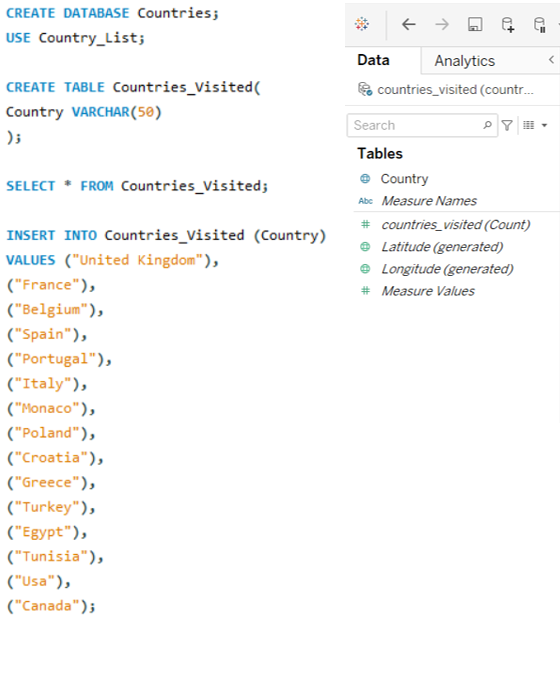 CREATE DATABASE Countries;
USE Country_List;
CREATE TABLE Countries_Visited(
Country VARCHAR(50)
);
SELECT * FROM Countries_Visited;
INSERT INTO Countries_Visited (Country)
VALUES ("United Kingdom"),
("France"),
("Belgium"),
("Spain"),
("Portugal"),
("Italy"),
("Monaco"),
("Poland"),
("Croatia"),
("Greece"),
("Turkey"),
("Egypt"),
("Tunisia"),
("Usa"),
("Canada");
Data Analytics
countries_visited (countr...
Search
Tables
Country
Abc Measure Names
# countries_visited (Count)
Latitude (generated)
Longitude (generated)
# Measure Values